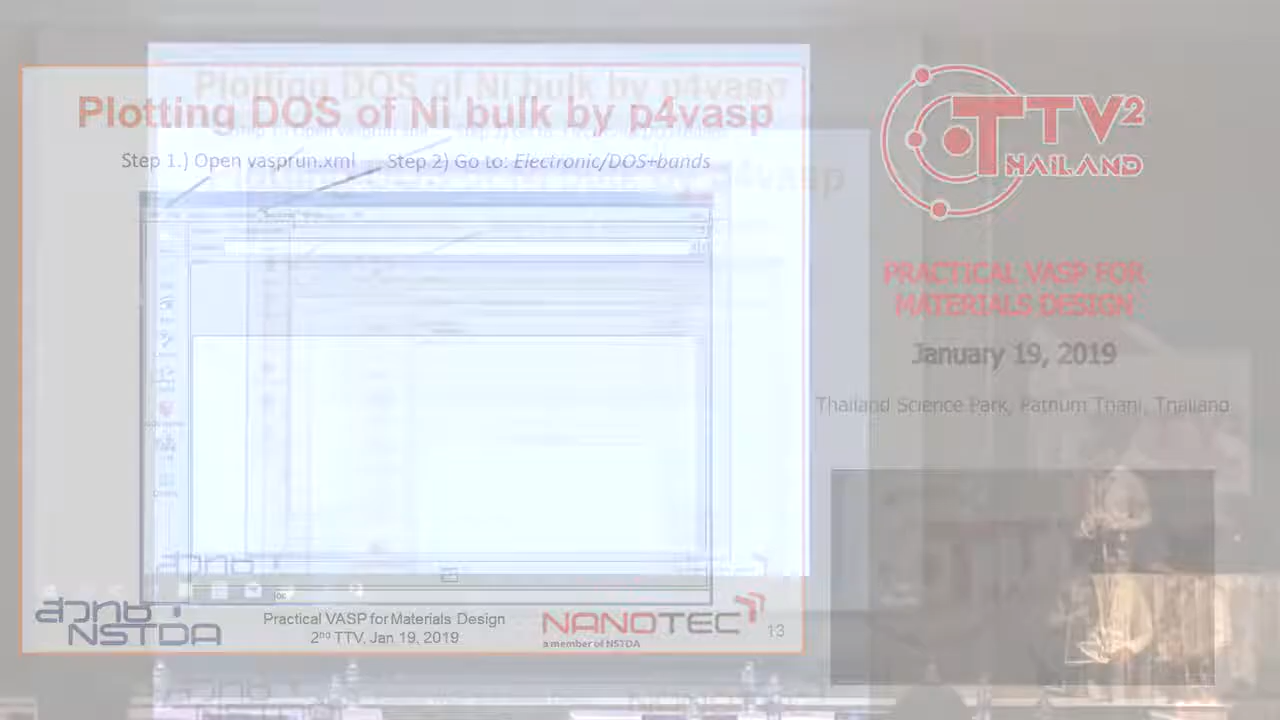 Plotting DOS of Ni bulk by p4vasp
Step 1.) Open vasprun.xml
Step 2) Go to: Electronic/DOS+bands
สวทช
NSTDA
Practical VASP for Materials Design
2nd TTV, Jan 19, 2019
NANOTEC
a member of NSTDA
13
TTV2
THAILAND
PRACTICAL VASP FOR
MATERIALS DESIGN
January 19, 2019
Thailand Science Park, Pathum Thani, Thailand